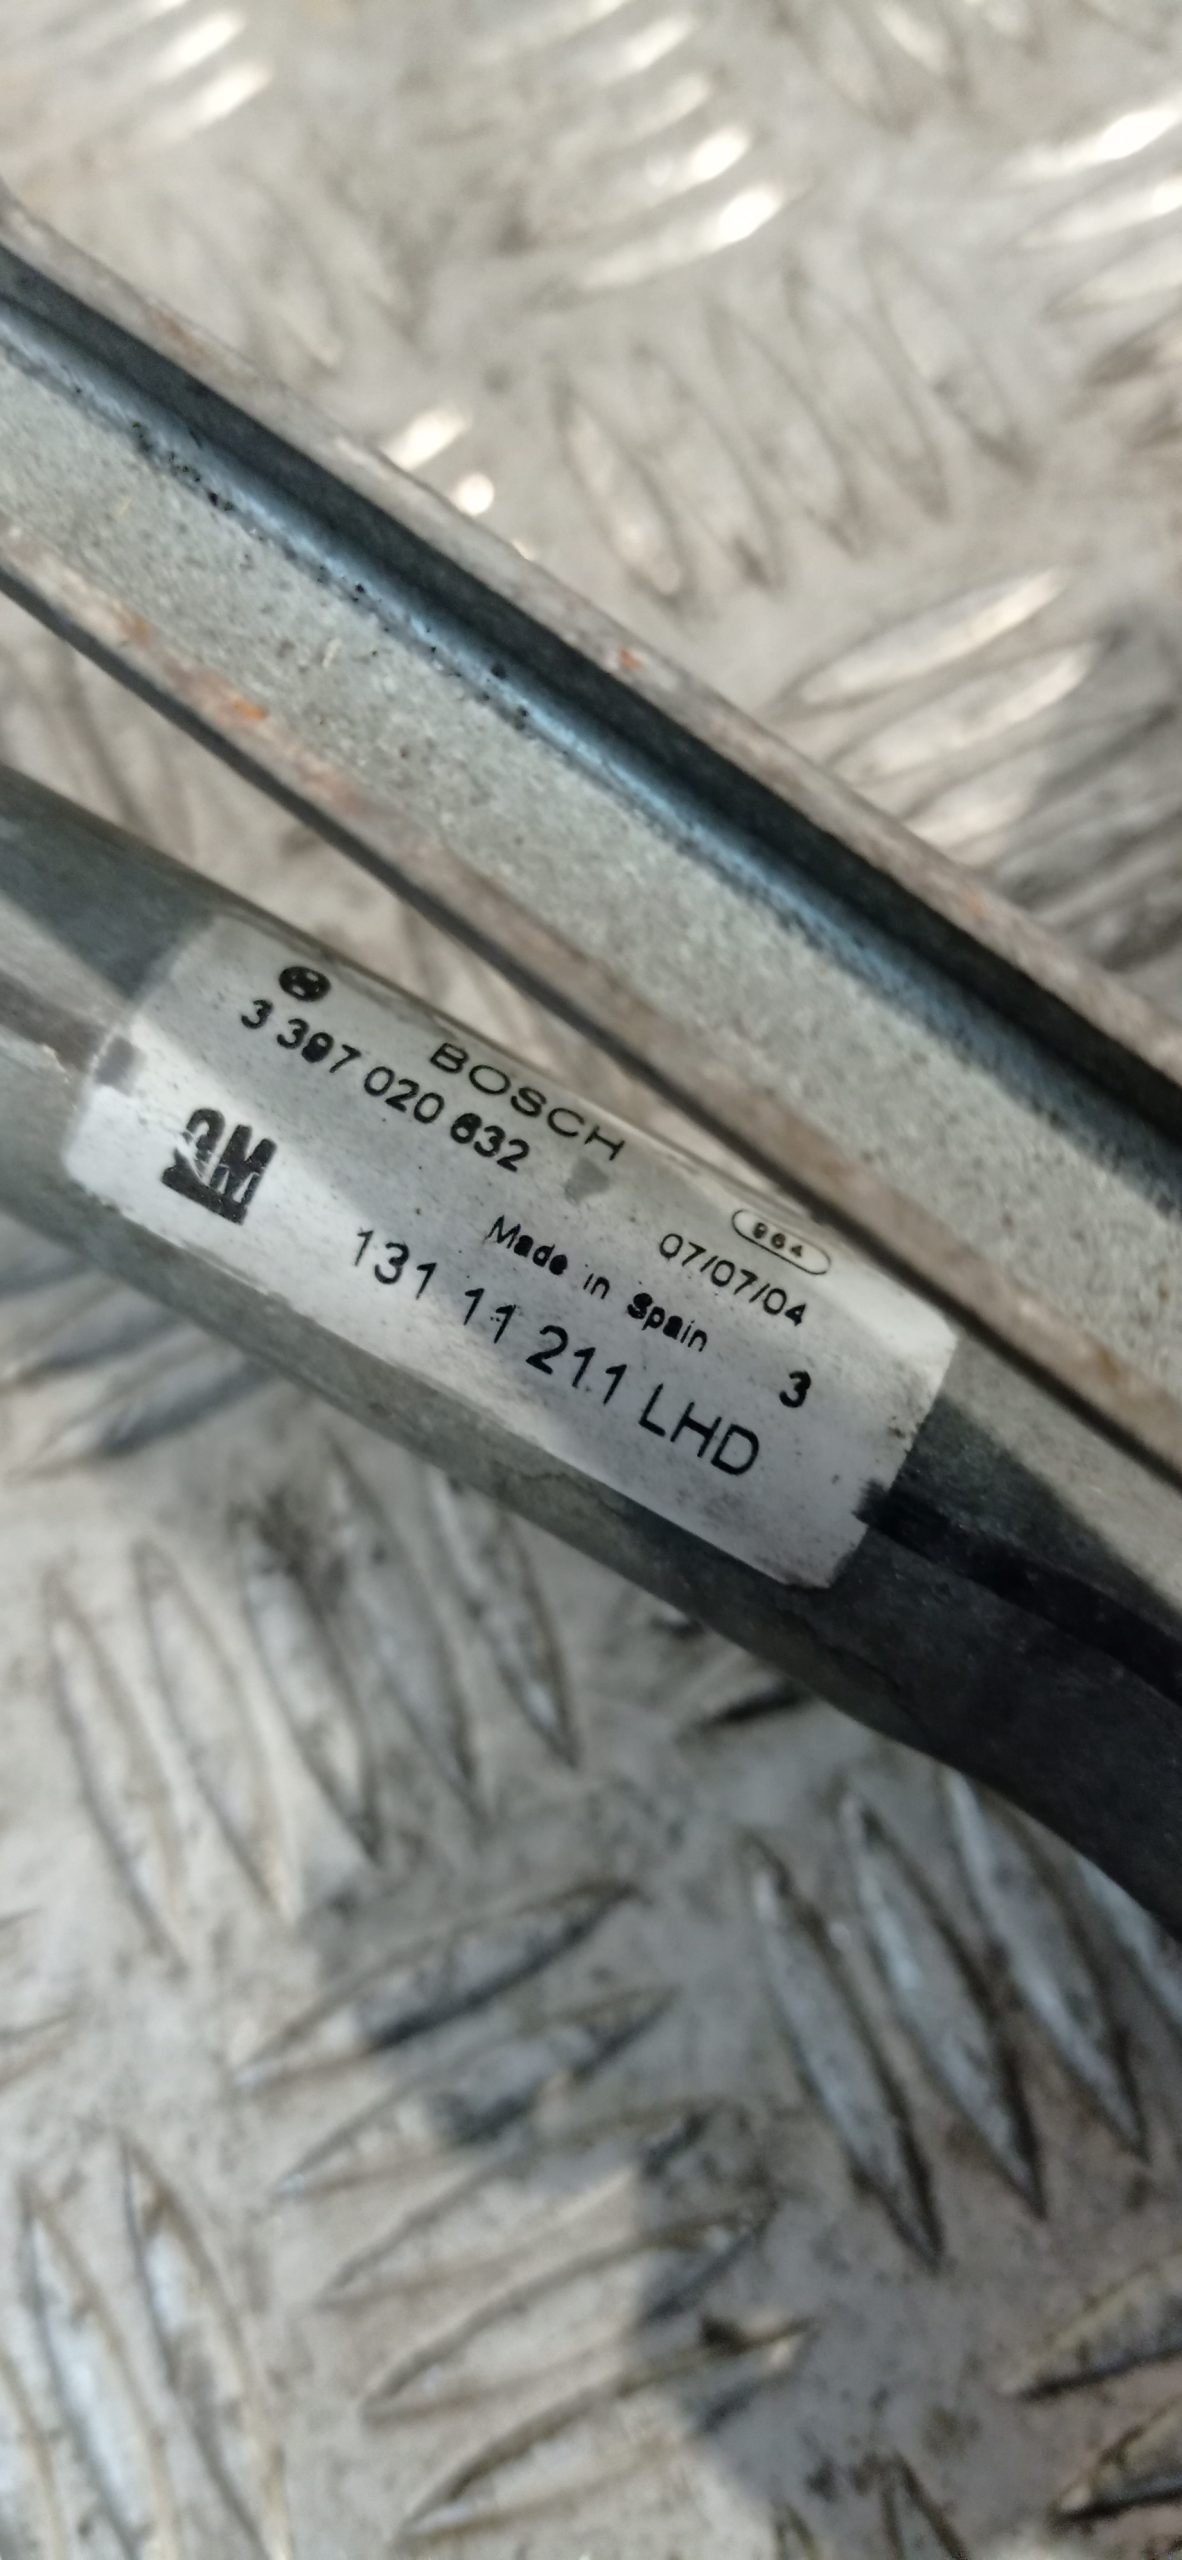 BOSCH
3 397 020 632
964
07/07/04
Made in Spain
3
GM
131 11 211 LHD